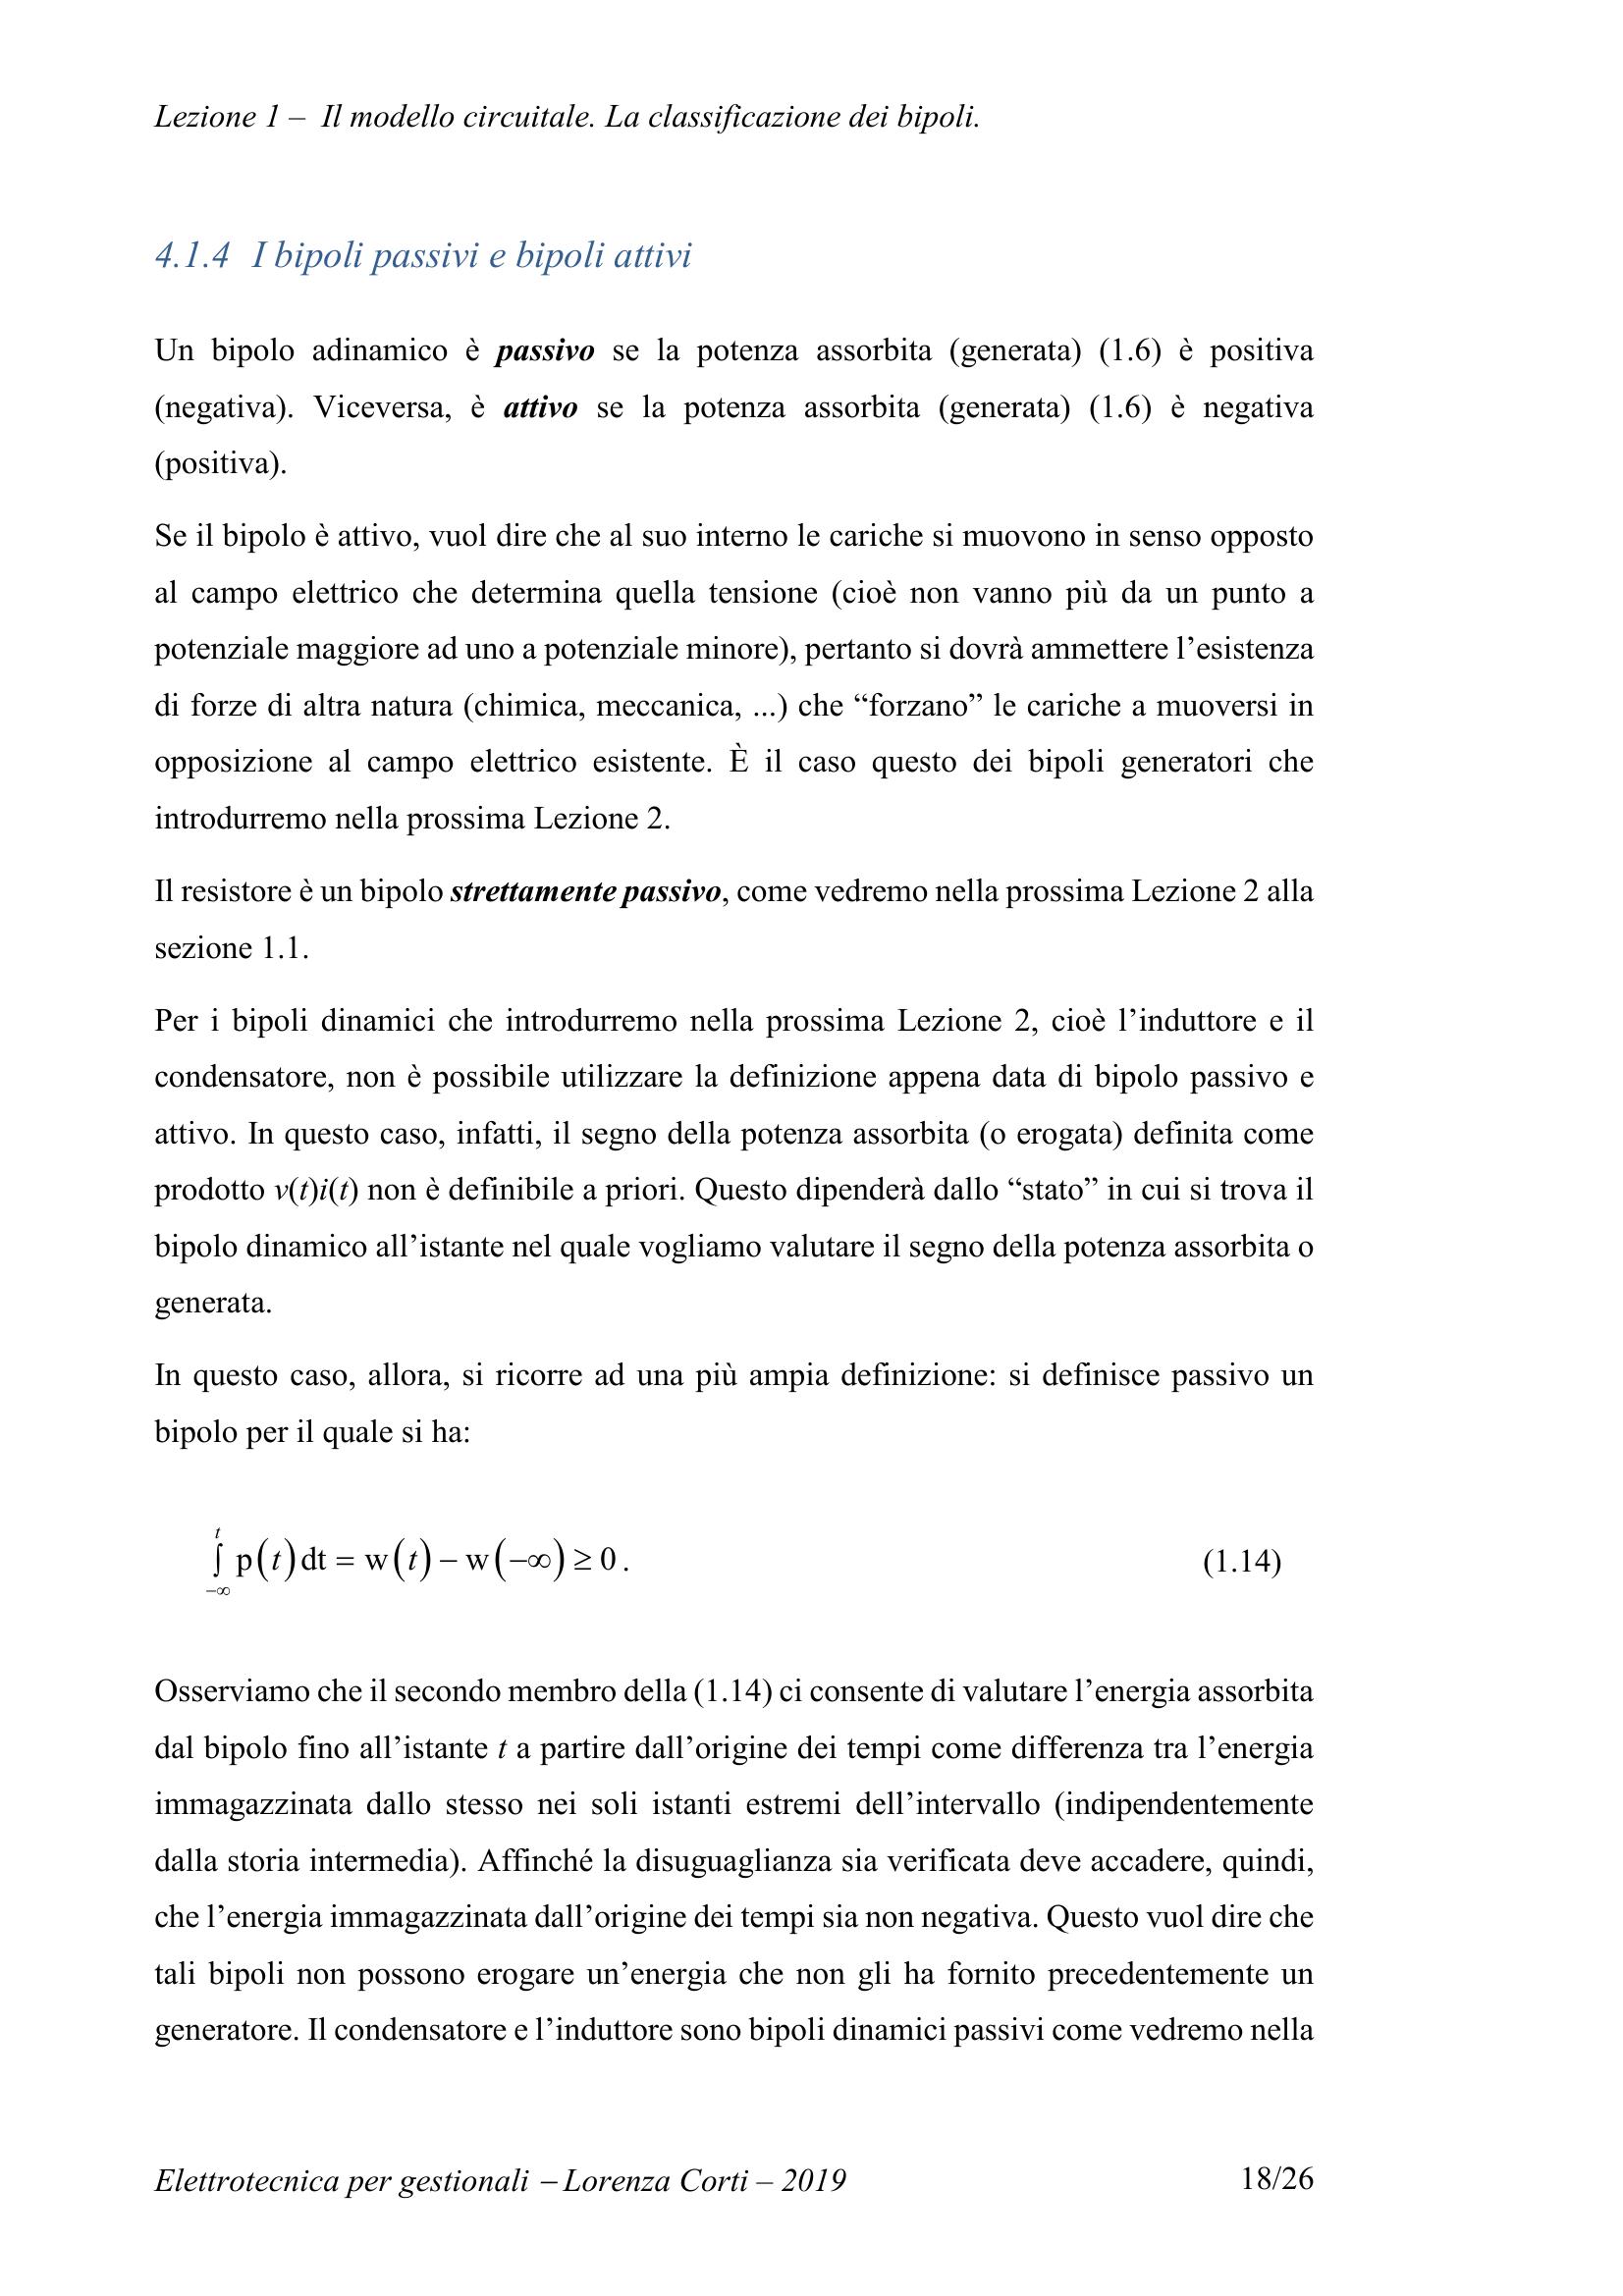 Lezione 1 – Il modello circuitale. La classificazione dei bipoli.
4.1.4 I bipoli passivi e bipoli attivi
Un bipolo adinamico è passivo se la potenza assorbita (generata) (1.6) è positiva
(negativa). Viceversa, è attivo se la potenza assorbita (generata) (1.6) è negativa
(positiva).
Se il bipolo è attivo, vuol dire che al suo interno le cariche si muovono in senso opposto
al campo elettrico che determina quella tensione (cioè non vanno più da un punto a
potenziale maggiore ad uno a potenziale minore), pertanto si dovrà ammettere l’esistenza
di forze di altra natura (chimica, meccanica, ...) che “forzano” le cariche a muoversi in
opposizione al campo elettrico esistente. È il caso questo dei bipoli generatori che
introdurremo nella prossima Lezione 2.
Il resistore è un bipolo strettamente passivo, come vedremo nella prossima Lezione 2 alla
sezione 1.1.
Per i bipoli dinamici che introdurremo nella prossima Lezione 2, cioè l’induttore e il
condensatore, non è possibile utilizzare la definizione appena data di bipolo passivo e
attivo. In questo caso, infatti, il segno della potenza assorbita (o erogata) definita come
prodotto v(t)i(t) non è definibile a priori. Questo dipenderà dallo “stato” in cui si trova il
bipolo dinamico all’istante nel quale vogliamo valutare il segno della potenza assorbita o
generata.
In questo caso, allora, si ricorre ad una più ampia definizione: si definisce passivo un
bipolo per il quale si ha:
∫_{−∞}^{t} p(t)dt = w(t) − w(−∞) ≥ 0. (1.14)
Osserviamo che il secondo membro della (1.14) ci consente di valutare l’energia assorbita
dal bipolo fino all’istante t a partire dall’origine dei tempi come differenza tra l’energia
immagazzinata dallo stesso nei soli istanti estremi dell’intervallo (indipendentemente
dalla storia intermedia). Affinché la disuguaglianza sia verificata deve accadere, quindi,
che l’energia immagazzinata dall’origine dei tempi sia non negativa. Questo vuol dire che
tali bipoli non possono erogare un’energia che non gli ha fornito precedentemente un
generatore. Il condensatore e l’induttore sono bipoli dinamici passivi come vedremo nella
Elettrotecnica per gestionali – Lorenza Corti – 2019 18/26